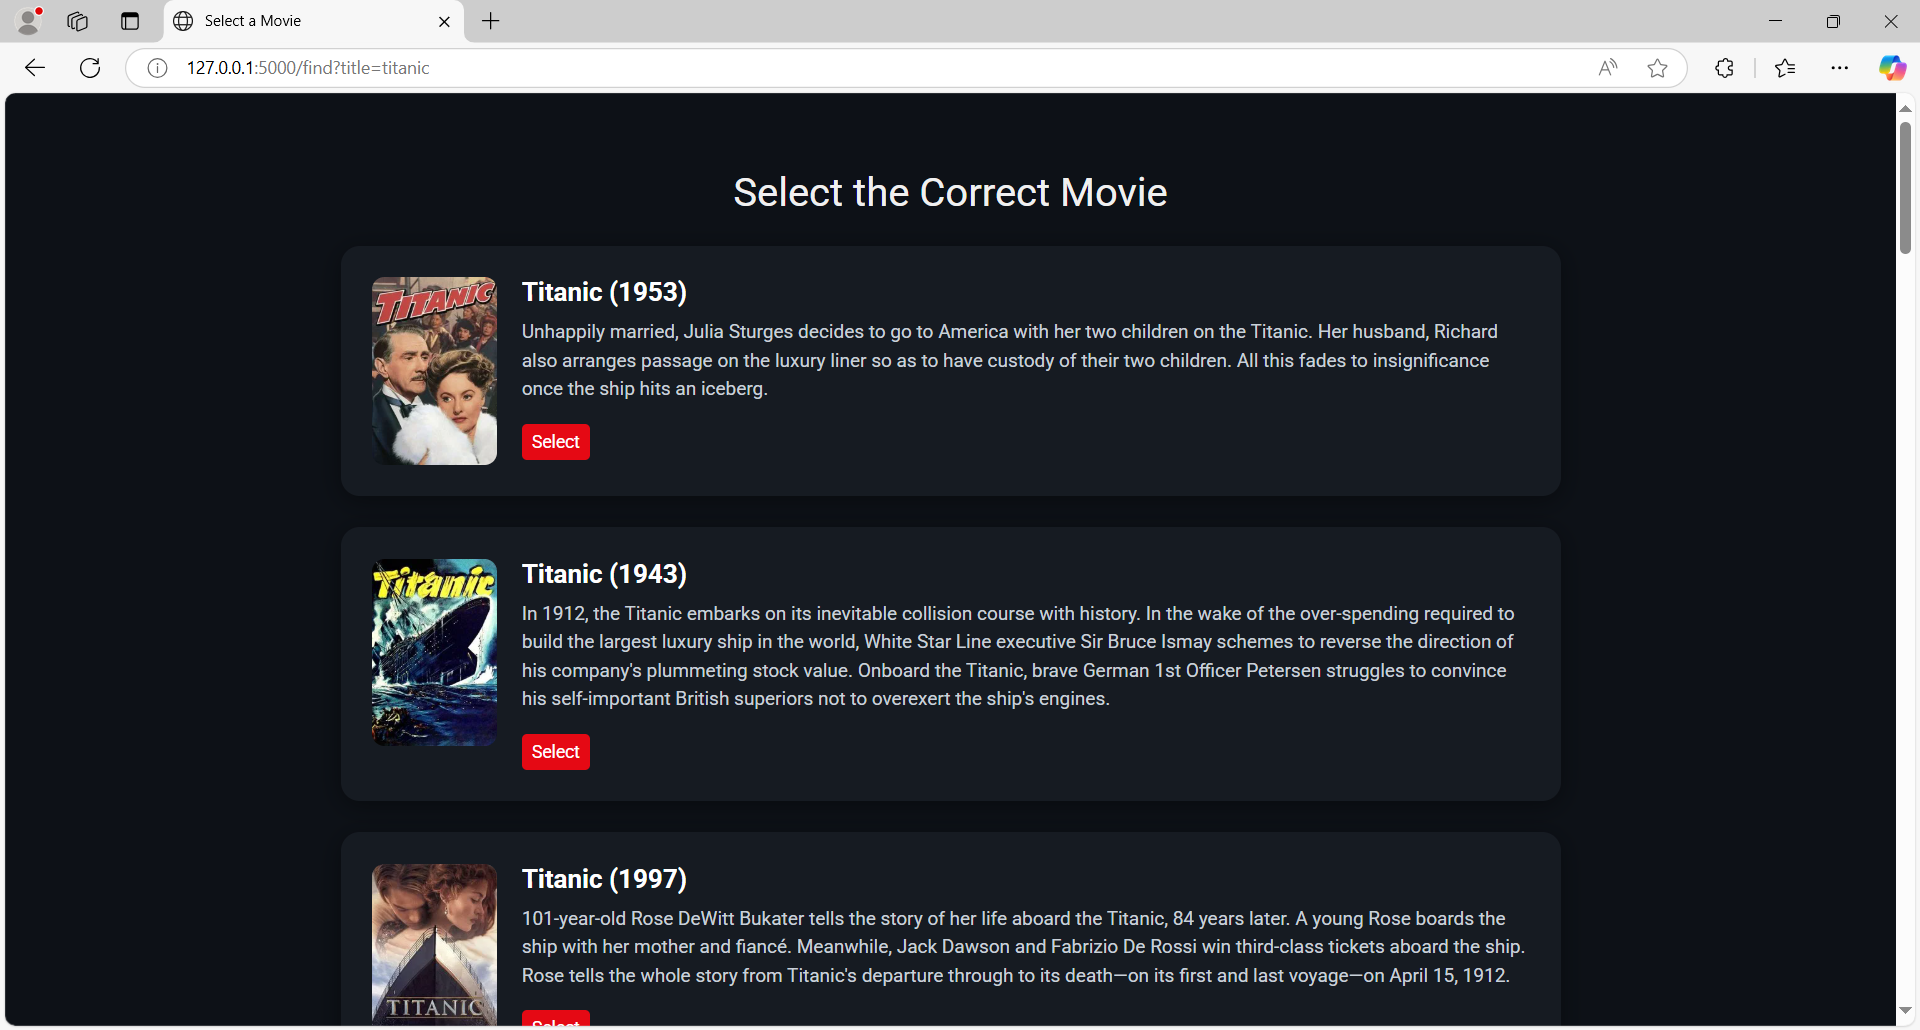 Select a Movie
127.0.0.1:5000/find?title=titanic
Select the Correct Movie
TITANIC
Titanic (1953)
Unhappily married, Julia Sturges decides to go to America with her two children on the Titanic. Her husband, Richard
also arranges passage on the luxury liner so as to have custody of their two children. All this fades to insignificance
once the ship hits an iceberg.
Select
Titanic
Titanic (1943)
In 1912, the Titanic embarks on its inevitable collision course with history. In the wake of the over-spending required to
build the largest luxury ship in the world, White Star Line executive Sir Bruce Ismay schemes to reverse the direction of
his company's plummeting stock value. Onboard the Titanic, brave German 1st Officer Petersen struggles to convince
his self-important British superiors not to overexert the ship's engines.
Select
Titanic (1997)
101-year-old Rose DeWitt Bukater tells the story of her life aboard the Titanic, 84 years later. A young Rose boards the
ship with her mother and fiancé. Meanwhile, Jack Dawson and Fabrizio De Rossi win third-class tickets aboard the ship.
Rose tells the whole story from Titanic's departure through to its death—on its first and last voyage—on April 15, 1912.
TITANIC
Select